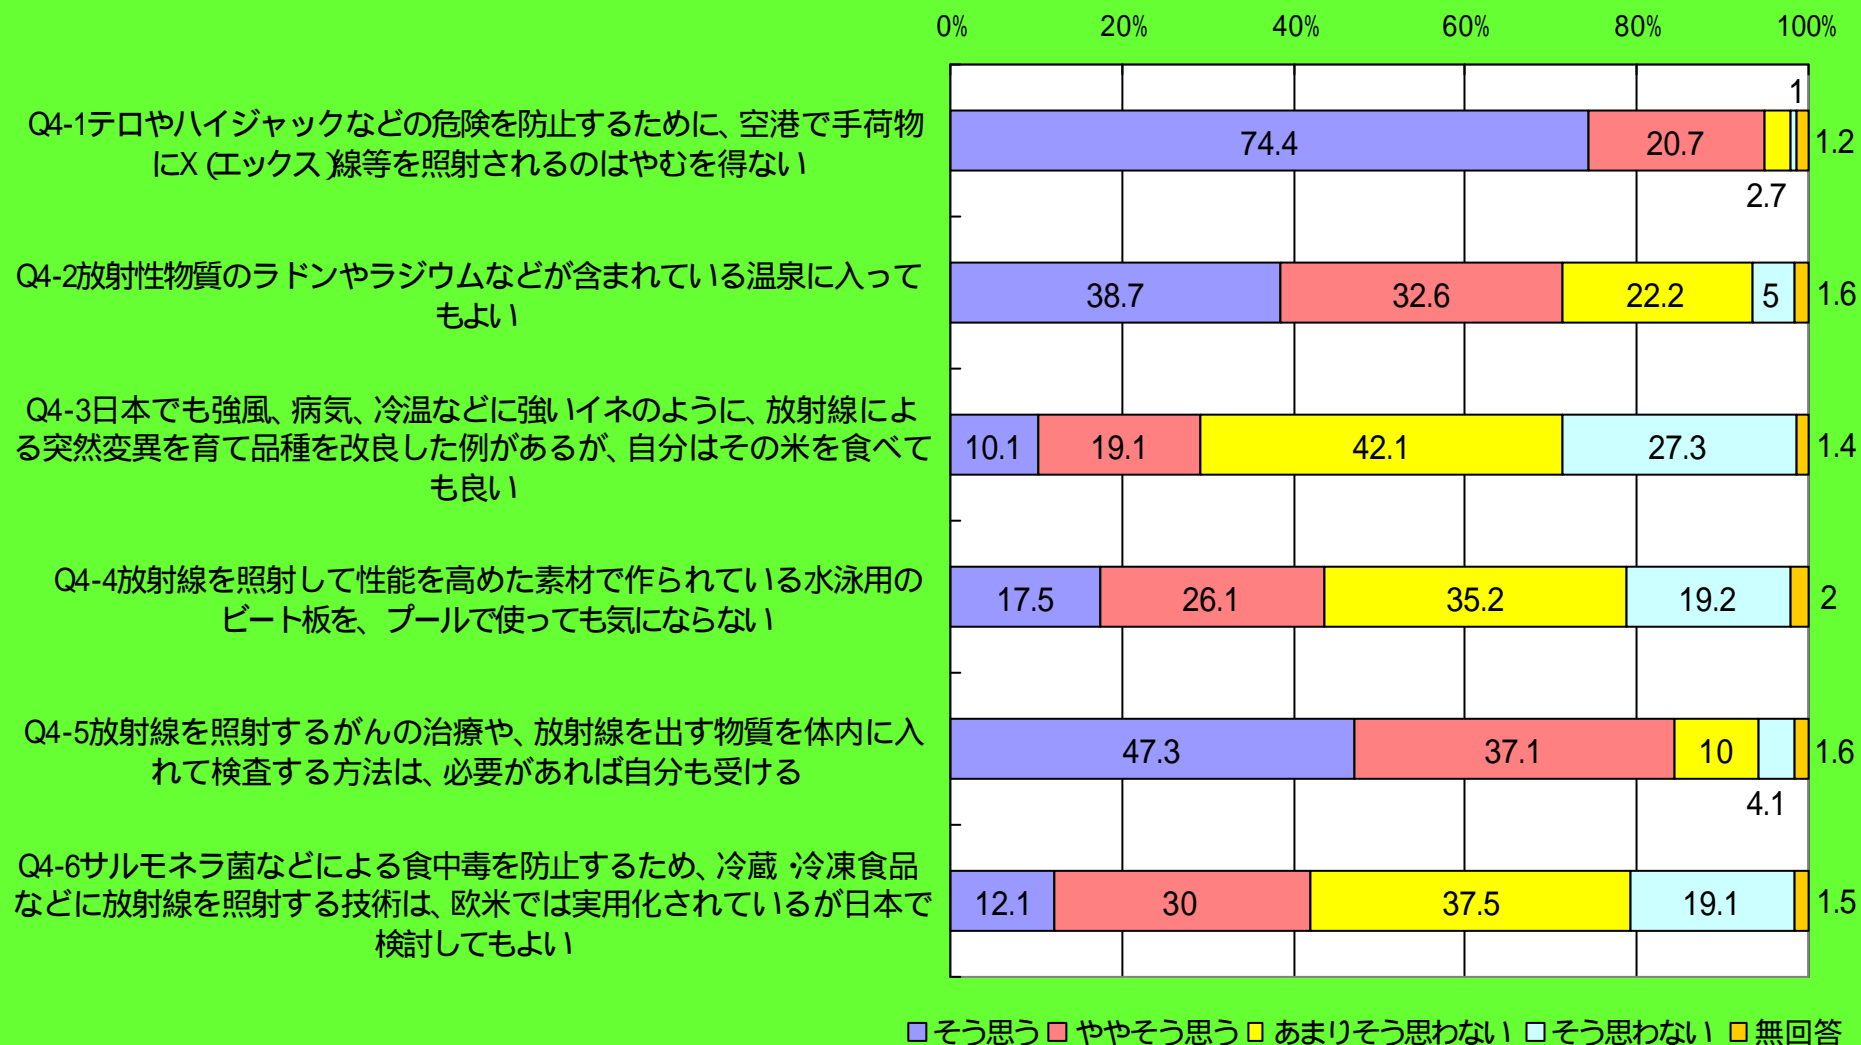 0% 20% 40% 60% 80% 100%
Q4-1テロやハイジャックなどの危険を防止するために、空港で手荷物
にX(エックス)線等を照射されるのはやむを得ない
74.4 20.7 2.7 1 1.2
Q4-2放射性物質のラドンやラジウムなどが含まれている温泉に入って
もよい
38.7 32.6 22.2 5 1.6
Q4-3日本でも強風、病気、冷温などに強いイネのように、放射線によ
る突然変異を育て品種を改良した例があるが、自分はその米を食べて
も良い
10.1 19.1 42.1 27.3 1.4
Q4-4放射線を照射して性能を高めた素材で作られている水泳用の
ビート板を、プールで使っても気にならない
17.5 26.1 35.2 19.2 2
Q4-5放射線を照射するがんの治療や、放射線を出す物質を体内に入
れて検査する方法は、必要があれば自分も受ける
47.3 37.1 10 4.1 1.6
Q4-6サルモネラ菌などによる食中毒を防止するため、冷蔵・冷凍食品
などに放射線を照射する技術は、欧米では実用化されているが日本で
検討してもよい
12.1 30 37.5 19.1 1.5
そう思う ややそう思う あまりそう思わない そう思わない 無回答